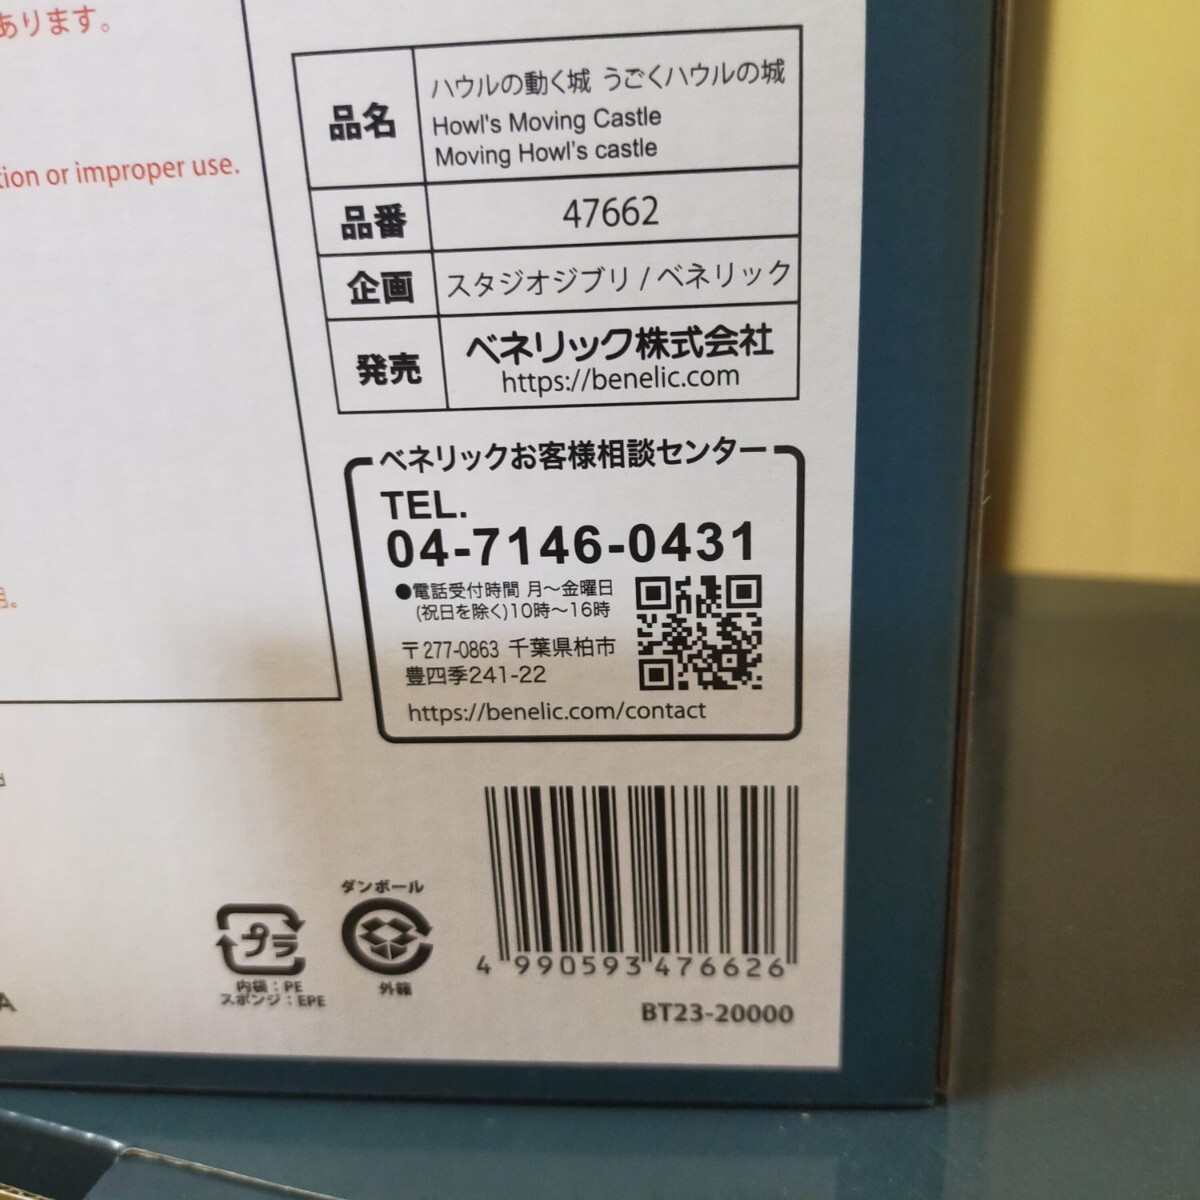 あります。
tion or improper use.
用。
品名
ハウルの動く城 うごくハウルの城
Howl's Moving Castle
Moving Howl's castle
品番
47662
企画
スタジオジブリ / ベネリック
発売
ベネリック株式会社
https://benelic.com
ベネリックお客様相談センター
TEL.
04-7146-0431
●電話受付時間 月～金曜日
(祝日を除く)10時～16時
〒277-0863 千葉県柏市
豊四季241-22
https://benelic.com/contact
プラ
内袋：PE
スポンジ：EPE
ダンボール
外箱
4 990593 476626
BT23-20000
A